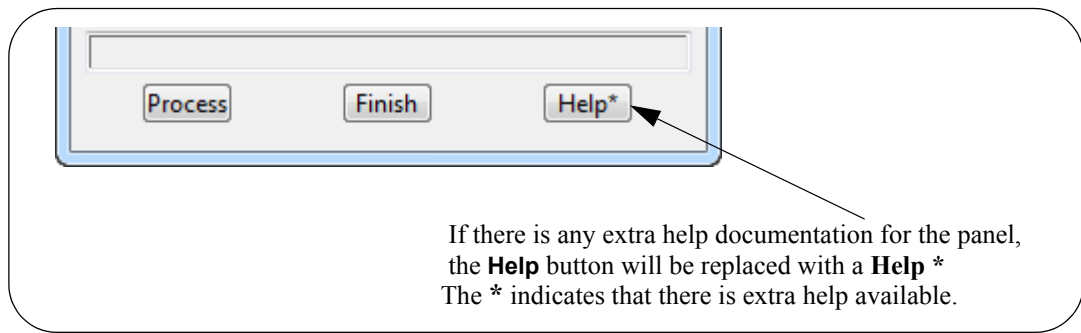 Process Finish Help*
If there is any extra help documentation for the panel,
the Help button will be replaced with a Help *
The * indicates that there is extra help available.